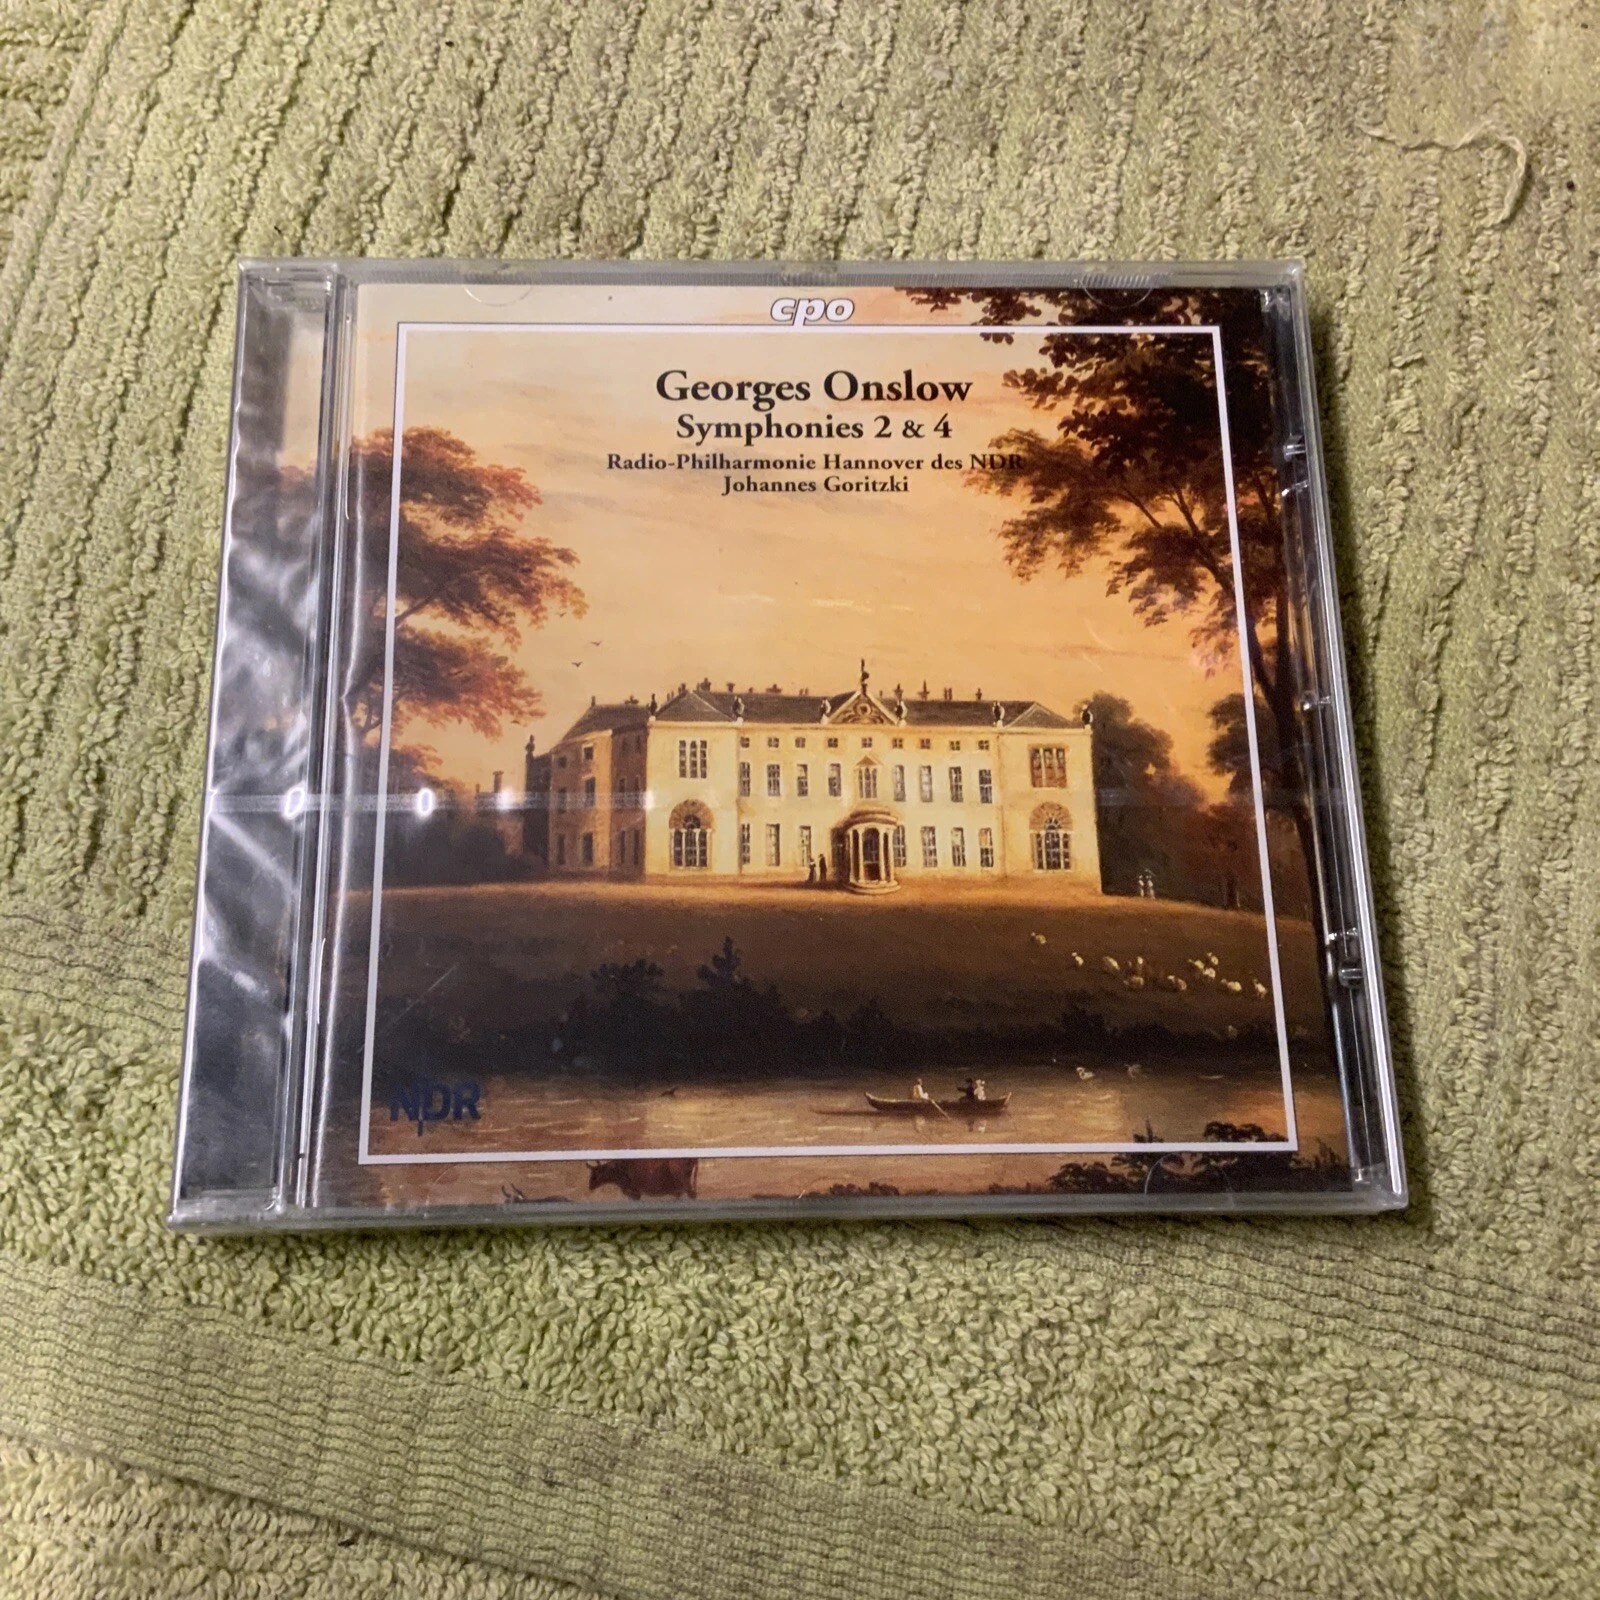 cpo
Georges Onslow
Symphonies 2 & 4
Radio-Philharmonie Hannover des NDR
Johannes Goritzki
NDR